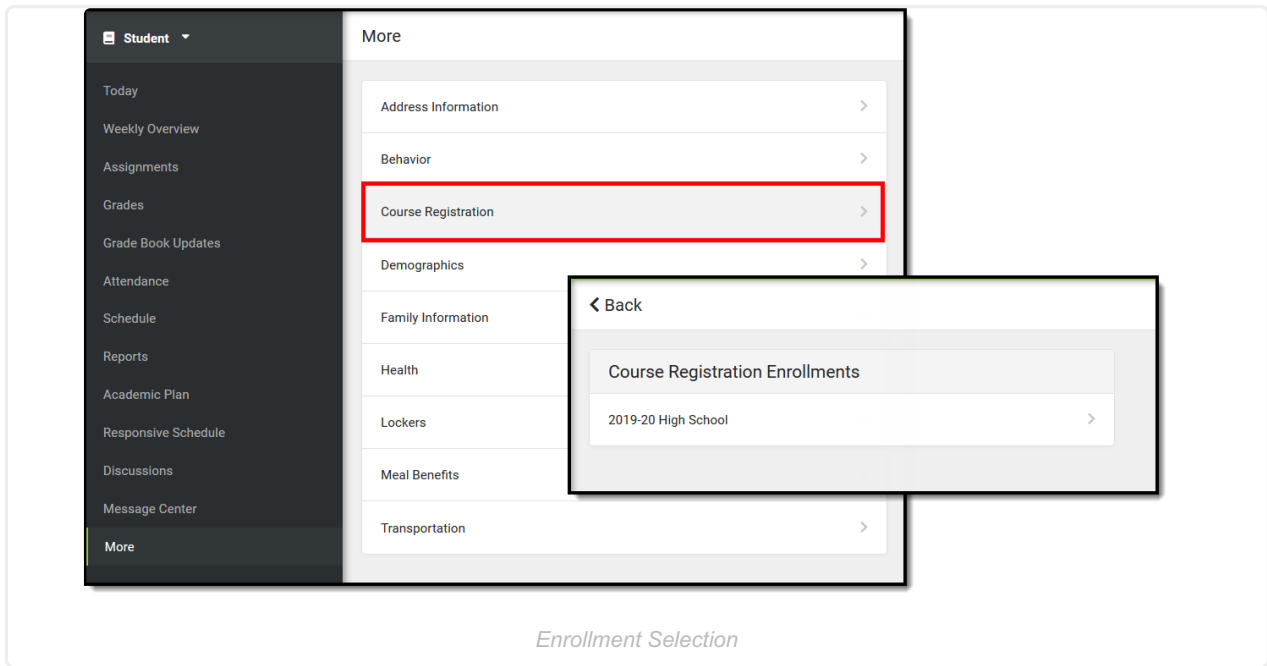 Student
Today
Weekly Overview
Assignments
Grades
Grade Book Updates
Attendance
Schedule
Reports
Academic Plan
Responsive Schedule
Discussions
Message Center
More
More
Address Information
Behavior
Course Registration
Demographics
Family Information
Health
Lockers
Meal Benefits
Transportation
Back
Course Registration Enrollments
2019-20 High School
Enrollment Selection